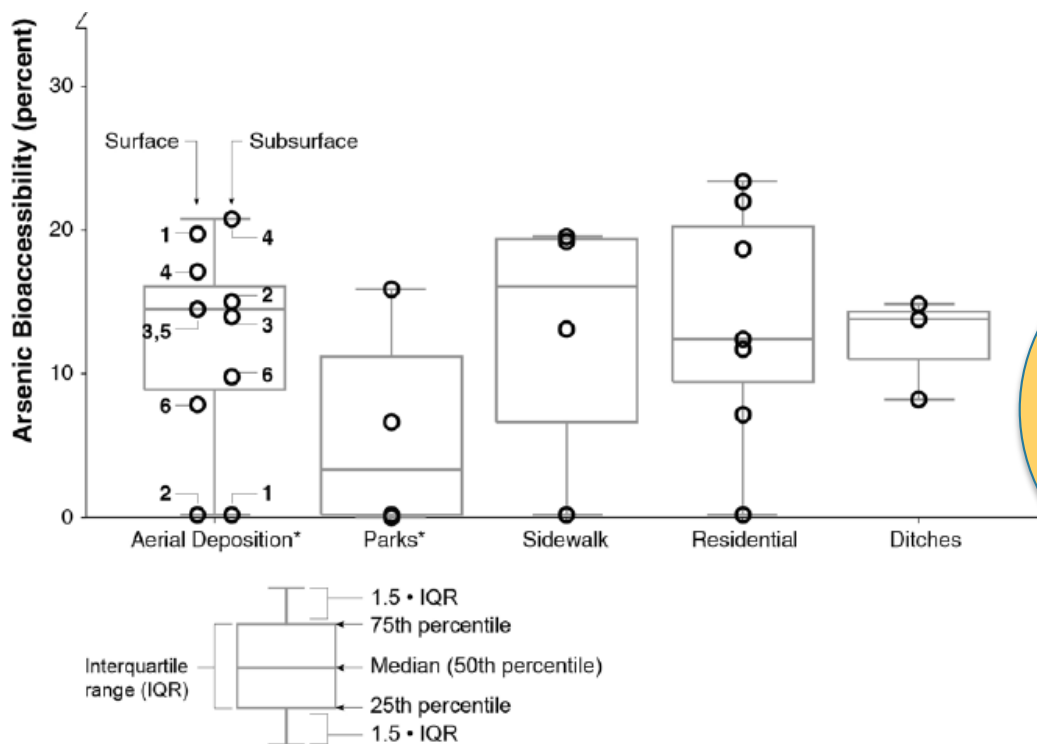 Arsenic Bioaccessibility (percent)
30
20
10
0
Surface
Subsurface
1
4
4
2
3,5
3
6
6
2
1
Aerial Deposition*
Parks*
Sidewalk
Residential
Ditches
1.5 • IQR
75th percentile
Interquartile
range (IQR)
Median (50th percentile)
25th percentile
1.5 • IQR